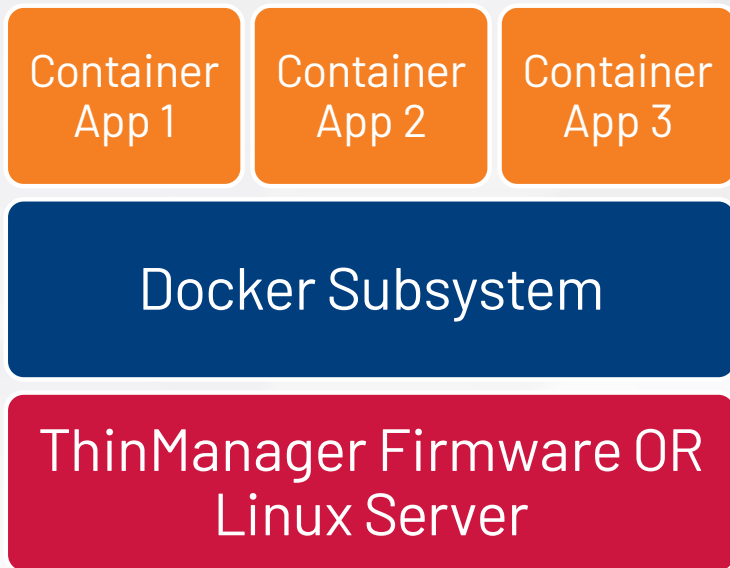 Container
App 1
Container
App 2
Container
App 3
Docker Subsystem
ThinManager Firmware OR
Linux Server